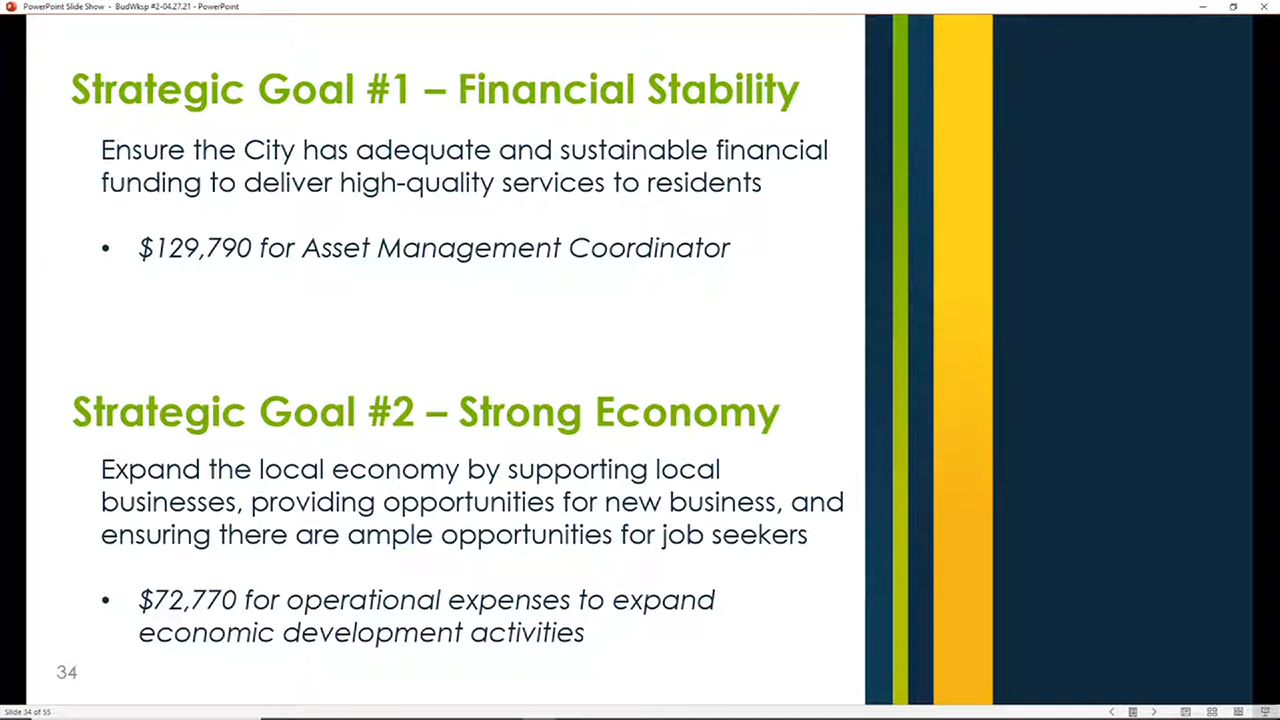 PowerPoint Slide Show - BudWksp #2-04.27.21 - PowerPoint
Strategic Goal #1 – Financial Stability
Ensure the City has adequate and sustainable financial
funding to deliver high-quality services to residents
• $129,790 for Asset Management Coordinator
Strategic Goal #2 – Strong Economy
Expand the local economy by supporting local
businesses, providing opportunities for new business, and
ensuring there are ample opportunities for job seekers
• $72,770 for operational expenses to expand
economic development activities
34
Slide 34 of 55